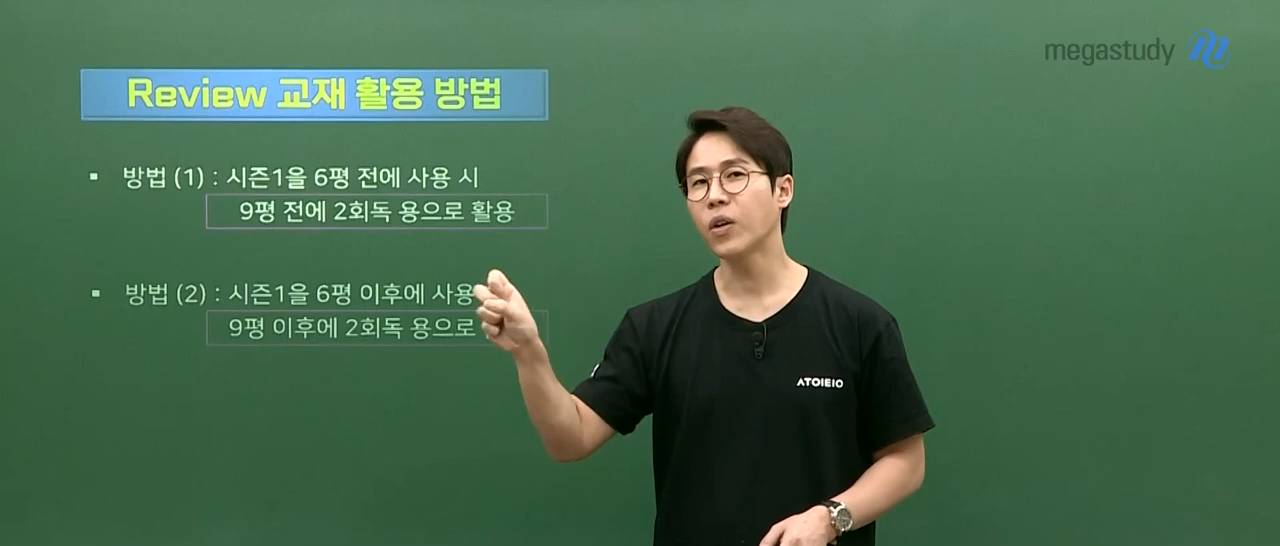 megastudy
Review 교재 활용 방법
▪ 방법 (1) : 시즌1을 6평 전에 사용 시
9평 전에 2회독 용으로 활용
▪ 방법 (2) : 시즌1을 6평 이후에 사용
9평 이후에 2회독 용으로
ATOIEIO